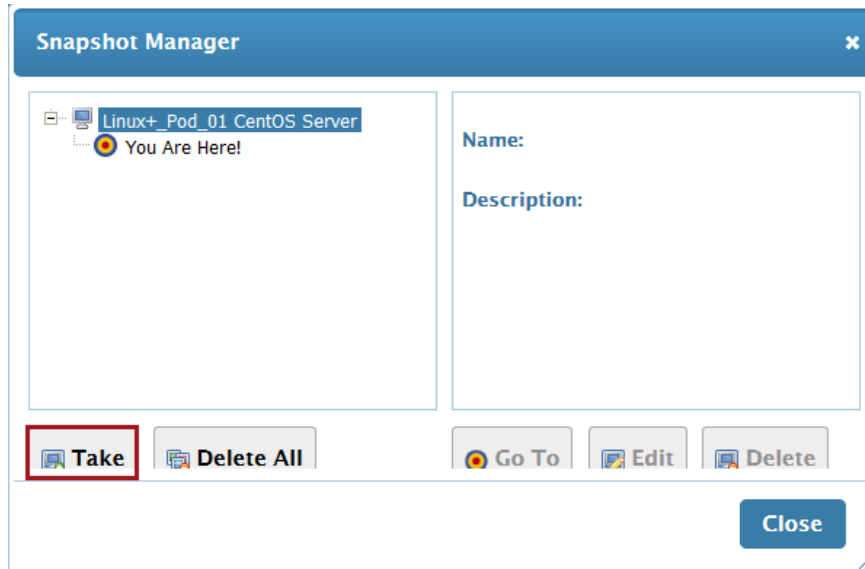 Snapshot Manager
Linux+_Pod_01 CentOS Server
You Are Here!
Name:
Description:
Take
Delete All
Go To
Edit
Delete
Close